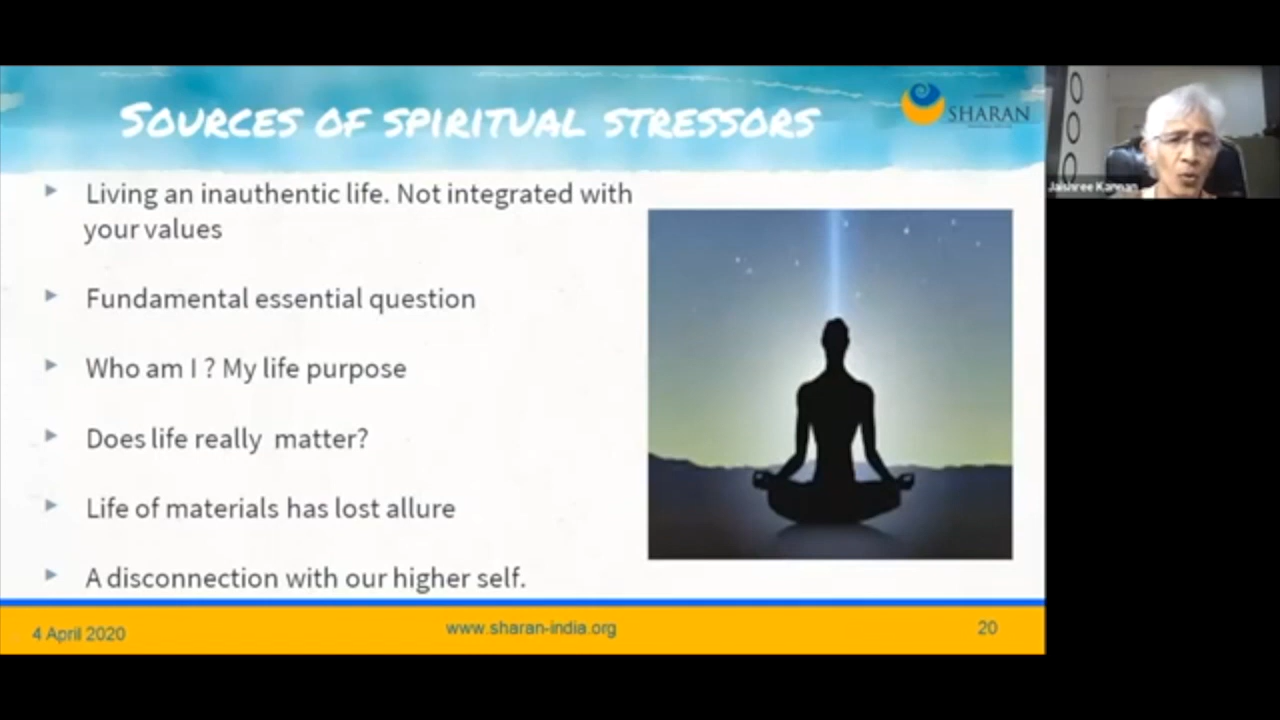 SOURCES OF SPIRITUAL STRESSORS
SHARAN
Living an inauthentic life. Not integrated with
your values
Fundamental essential question
Who am I ? My life purpose
Does life really matter?
Life of materials has lost allure
A disconnection with our higher self.
4 April 2020
www.sharan-india.org
20
Jaishree Kannan